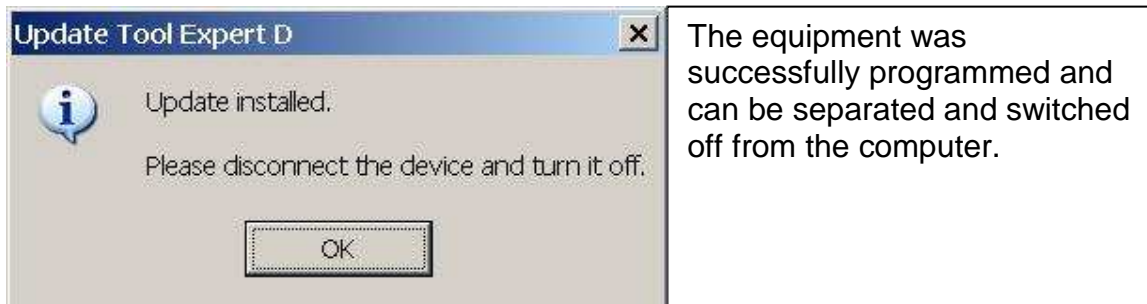 Update Tool Expert D
Update installed.
Please disconnect the device and turn it off.
OK
The equipment was
successfully programmed and
can be separated and switched
off from the computer.